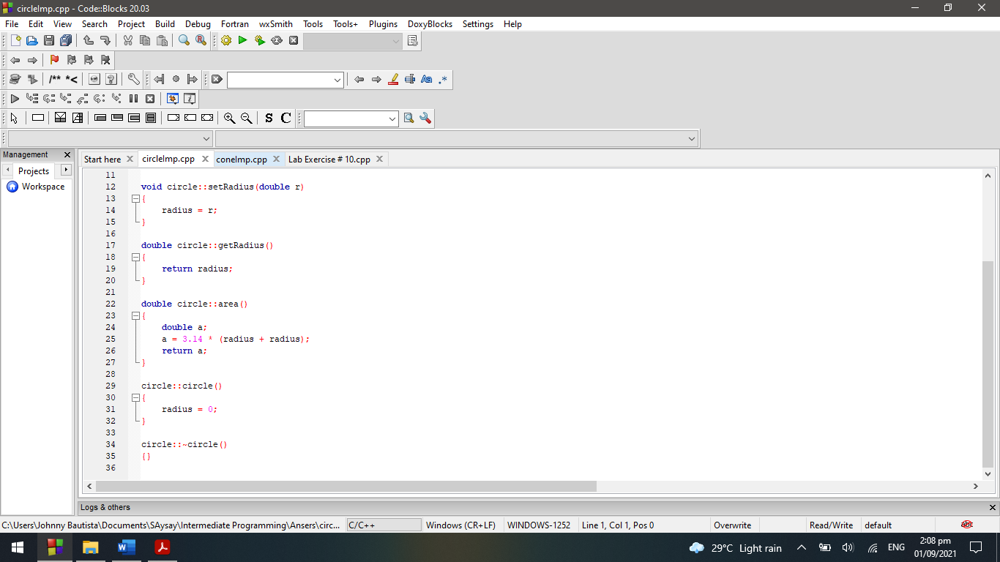 circleImp.cpp - Code::Blocks 20.03
File Edit View Search Project Build Debug Fortran wxSmith Tools Tools+ Plugins DoxyBlocks Settings Help
/** *<
Aa .*
S C
Management
Start here circleImp.cpp coneImp.cpp Lab Exercise # 10.cpp
Projects
Workspace
11
12 void circle::setRadius(double r)
13 {
14 radius = r;
15 }
16
17 double circle::getRadius()
18 {
19 return radius;
20 }
21
22 double circle::area()
23 {
24 double a;
25 a = 3.14 * (radius + radius);
26 return a;
27 }
28
29 circle::circle()
30 {
31 radius = 0;
32 }
33
34 circle::~circle()
35 {}
36
Logs & others
C:\Users\Johnny Bautista\Documents\SAysay\Intermediate Programming\Ansers\circ... C/C++ Windows (CR+LF) WINDOWS-1252 Line 1, Col 1, Pos 0 Overwrite Read/Write default abc
29°C Light rain ENG 2:08 pm
01/09/2021